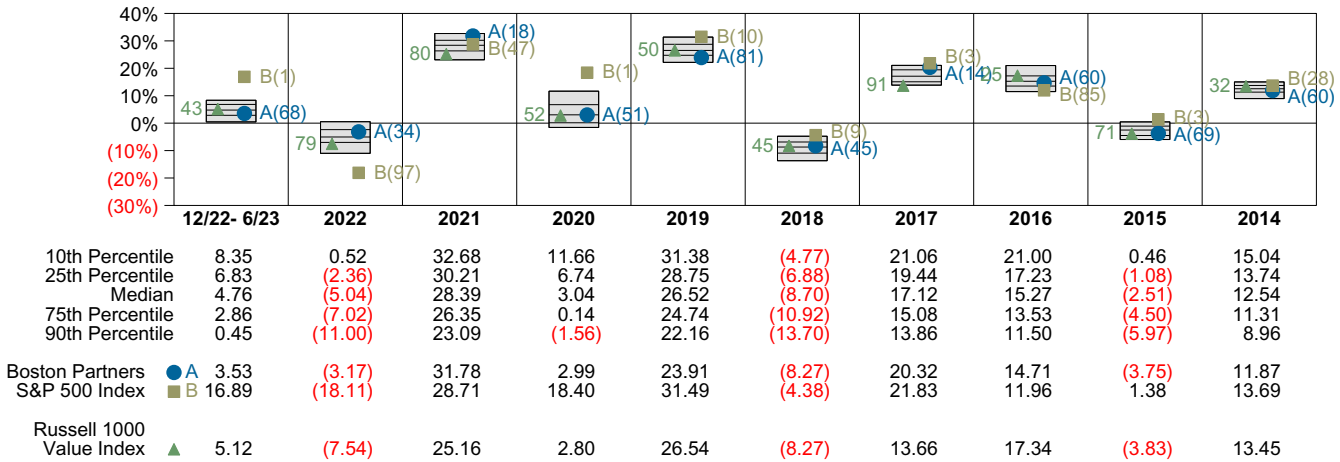 40%
30%
20%
10%
0%
(10%)
(20%)
(30%)
43 B(1) A(68)
79 A(34) B(97)
80 A(18) B(47)
52 B(1) A(51)
50 B(10) A(81)
45 B(9) A(45)
91 B(3) A(14)
25 A(60) B(85)
71 B(3) A(69)
32 B(28) A(60)
12/22- 6/23 2022 2021 2020 2019 2018 2017 2016 2015 2014
10th Percentile 8.35 0.52 32.68 11.66 31.38 (4.77) 21.06 21.00 0.46 15.04
25th Percentile 6.83 (2.36) 30.21 6.74 28.75 (6.88) 19.44 17.23 (1.08) 13.74
Median 4.76 (5.04) 28.39 3.04 26.52 (8.70) 17.12 15.27 (2.51) 12.54
75th Percentile 2.86 (7.02) 26.35 0.14 24.74 (10.92) 15.08 13.53 (4.50) 11.31
90th Percentile 0.45 (11.00) 23.09 (1.56) 22.16 (13.70) 13.86 11.50 (5.97) 8.96
Boston Partners A 3.53 (3.17) 31.78 2.99 23.91 (8.27) 20.32 14.71 (3.75) 11.87
S&P 500 Index B 16.89 (18.11) 28.71 18.40 31.49 (4.38) 21.83 11.96 1.38 13.69
Russell 1000
Value Index 5.12 (7.54) 25.16 2.80 26.54 (8.27) 13.66 17.34 (3.83) 13.45